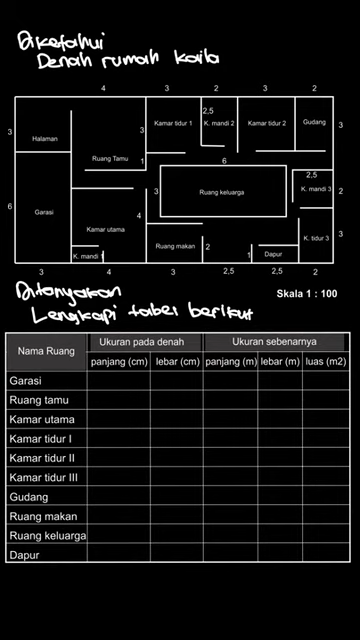 Diketahui
Denah rumah kaila
4 3 2 3 2
2,5
Kamar tidur 1 K. mandi 2 Kamar tidur 2 Gudang
3 Halaman 3 3
Ruang Tamu 1 6
2,5
3 Ruang keluarga K. mandi 3 2
6 Garasi 4
Kamar utama K. tidur 3 3
Ruang makan 2 1 Dapur
K. mandi 1
3 4 3 2,5 2,5 2
Ditanyakan Skala 1 : 100
Lengkapi tabel berikut
Nama Ruang Ukuran pada denah Ukuran sebenarnya
panjang (cm) lebar (cm) panjang (m) lebar (m) luas (m2)
Garasi
Ruang tamu
Kamar utama
Kamar tidur I
Kamar tidur II
Kamar tidur III
Gudang
Ruang makan
Ruang keluarga
Dapur